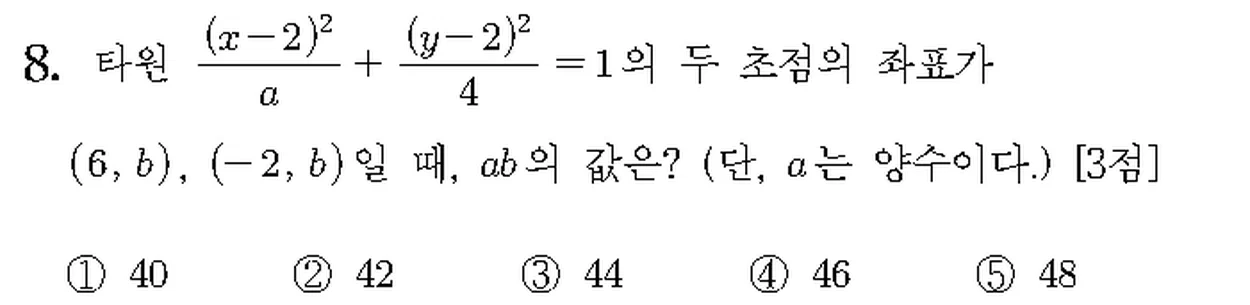 8. 타원 \frac{(x-2)^2}{a} + \frac{(y-2)^2}{4} = 1의 두 초점의 좌표가
(6, b), (-2, b)일 때, ab의 값은? (단, a는 양수이다.) [3점]
① 40 ② 42 ③ 44 ④ 46 ⑤ 48